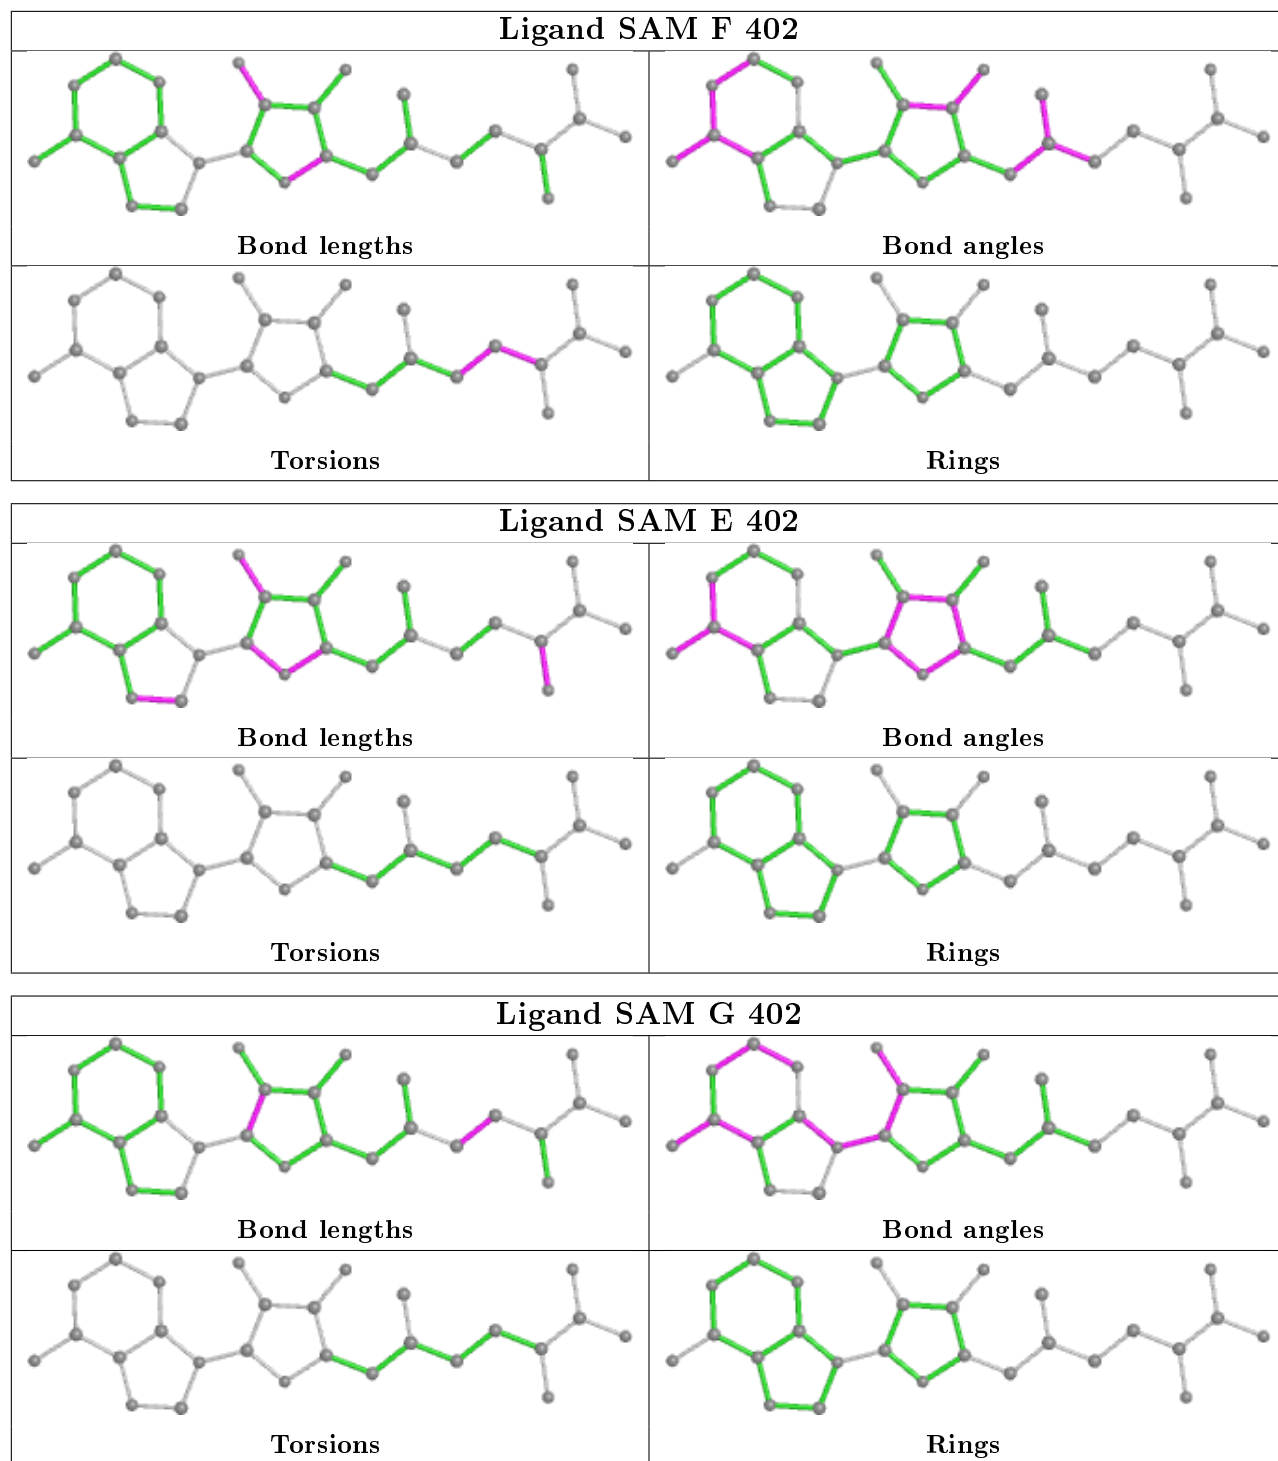 Ligand SAM F 402
Bond lengths
Bond angles
Torsions
Rings
Ligand SAM E 402
Bond lengths
Bond angles
Torsions
Rings
Ligand SAM G 402
Bond lengths
Bond angles
Torsions
Rings